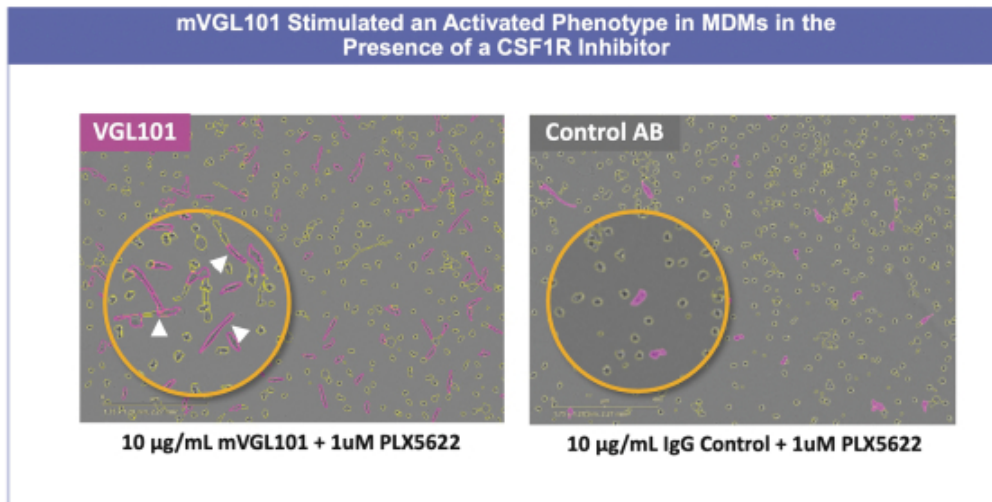 mVGL101 Stimulated an Activated Phenotype in MDMs in the
Presence of a CSF1R Inhibitor
VGL101
Control AB
10 µg/mL mVGL101 + 1uM PLX5622
10 µg/mL IgG Control + 1uM PLX5622